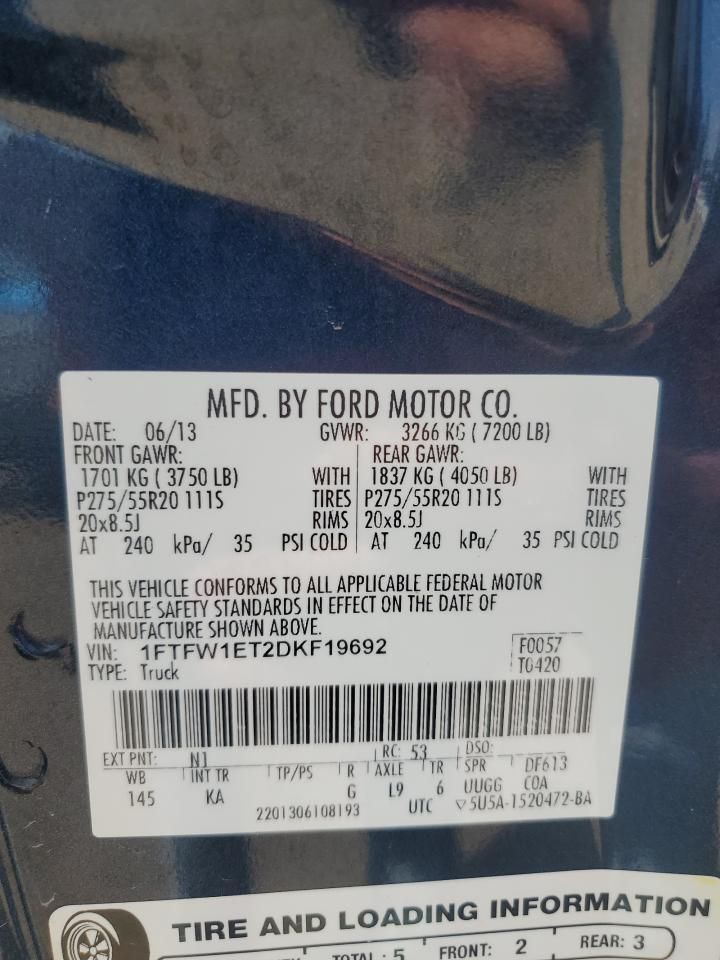 MFD. BY FORD MOTOR CO.
DATE: 06/13 GVWR: 3266 KG ( 7200 LB)
FRONT GAWR: REAR GAWR:
1701 KG ( 3750 LB) WITH 1837 KG ( 4050 LB) WITH
P275/55R20 111S TIRES P275/55R20 111S TIRES
20x8.5J RIMS 20x8.5J RIMS
AT 240 kPa/ 35 PSI COLD AT 240 kPa/ 35 PSI COLD
THIS VEHICLE CONFORMS TO ALL APPLICABLE FEDERAL MOTOR
VEHICLE SAFETY STANDARDS IN EFFECT ON THE DATE OF
MANUFACTURE SHOWN ABOVE.
VIN: 1FTFW1ET2DKF19692 F0057
TYPE: Truck T0420
EXT PNT: N1 RC: 53 DSO:
WB INT TR TP/PS R AXLE TR SPR DF613
145 KA G L9 6 UUGG COA
2201306108193 UTC ▽5U5A-1520472-BA
TIRE AND LOADING INFORMATION
TOTAL : 5 FRONT: 2 REAR: 3